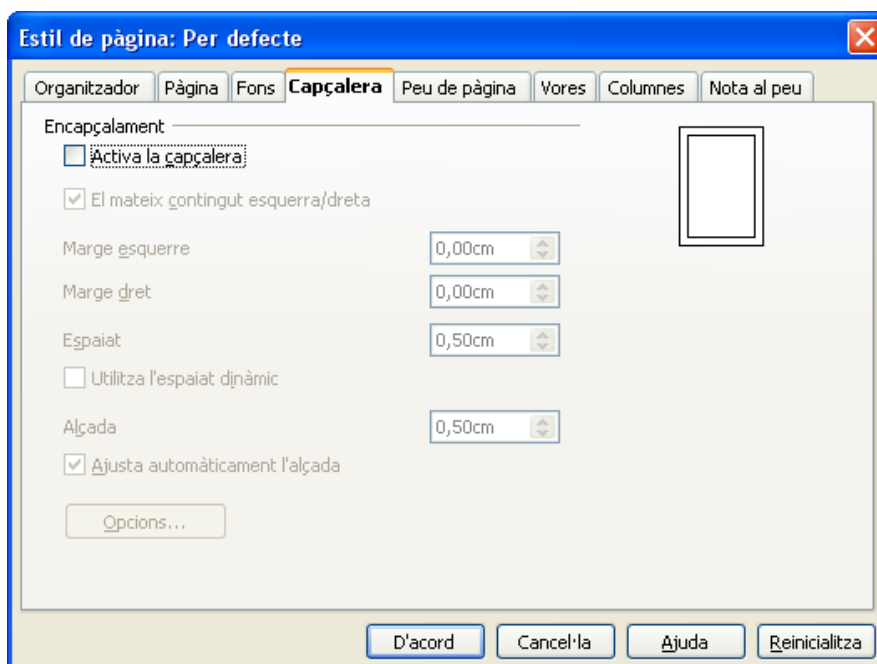 Estil de pàgina: Per defecte
Organitzador Pàgina Fons Capçalera Peu de pàgina Vores Columnes Nota al peu
Encapçalament
Activa la capçalera
El mateix contingut esquerra/dreta
Marge esquerre 0,00cm
Marge dret 0,00cm
Espaiat 0,50cm
Utilitza l'espaiat dinàmic
Alçada 0,50cm
Ajusta automàticament l'alçada
Opcions...
D'acord Cancel·la Ajuda Reinicialitza